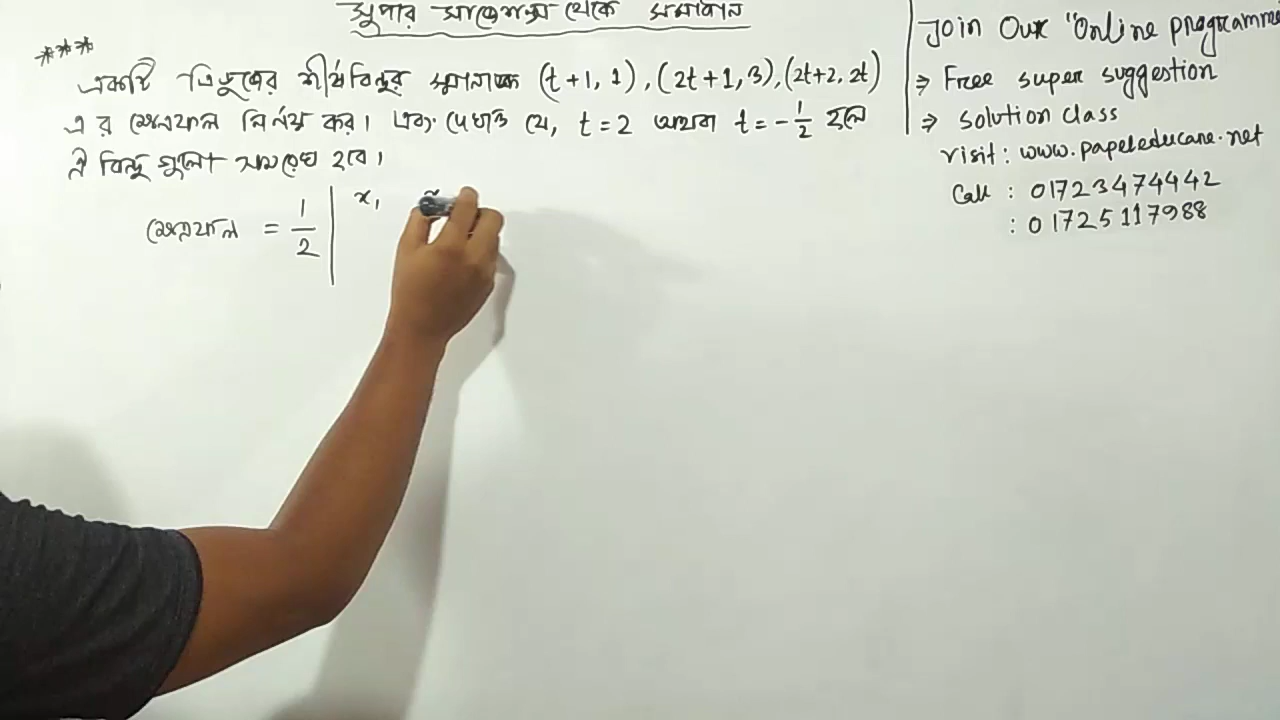 সুপার সাজেশন্স থেকে সমাধান
*** একটি ত্রিভুজের শীর্ষবিন্দুর স্থানাঙ্ক (t+1, 1), (2t+1, 3), (2t+2, 2t)
এর ক্ষেত্রফল নির্ণয় কর। এবং দেখাও যে, t = 2 অথবা t = -1/2 হলে
ঐ বিন্দু গুলো সমরেখ হবে।
ক্ষেত্রফল = 1/2 | x₁
Join Our "Online programme
⇒ Free super suggestion
⇒ Solution class
visit: www.papeleducane.net
Call : 01723474442
: 01725117988